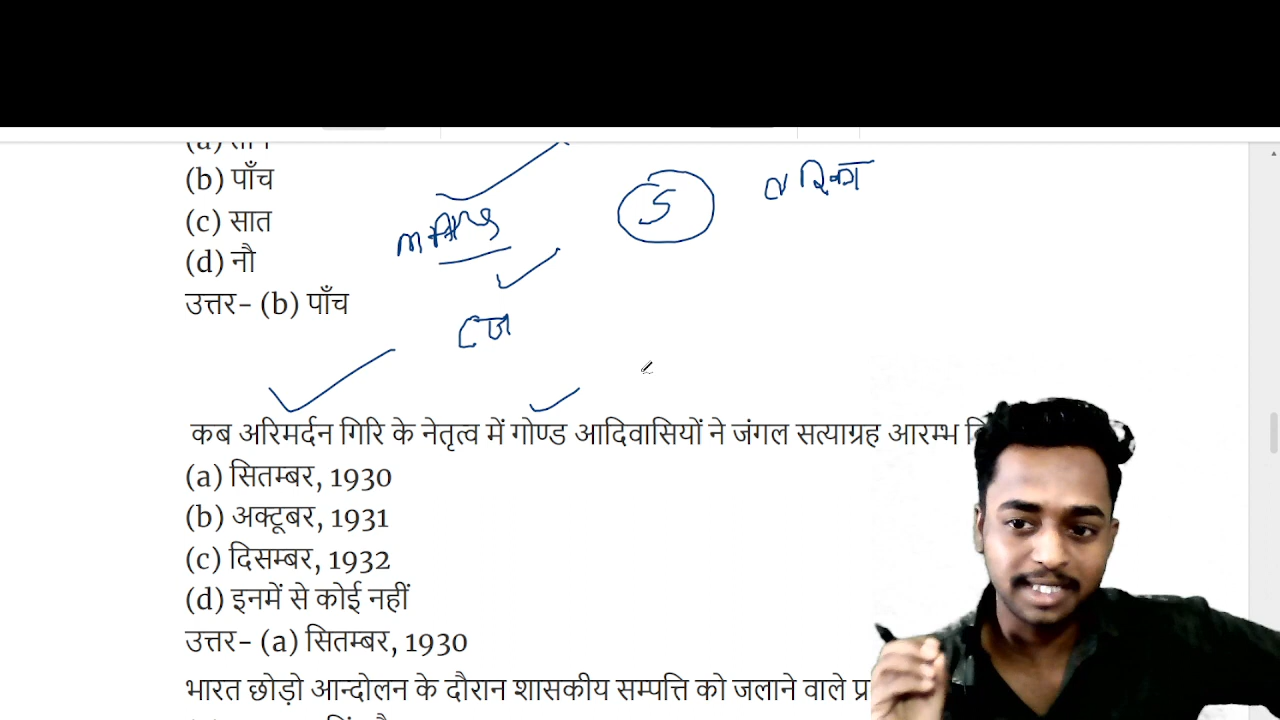 (b) पाँच
(c) सात
(d) नौ
उत्तर- (b) पाँच
5
कब अरिमर्दन गिरि के नेतृत्व में गोण्ड आदिवासियों ने जंगल सत्याग्रह आरम्भ
(a) सितम्बर, 1930
(b) अक्टूबर, 1931
(c) दिसम्बर, 1932
(d) इनमें से कोई नहीं
उत्तर- (a) सितम्बर, 1930
भारत छोड़ो आन्दोलन के दौरान शासकीय सम्पत्ति को जलाने वाले